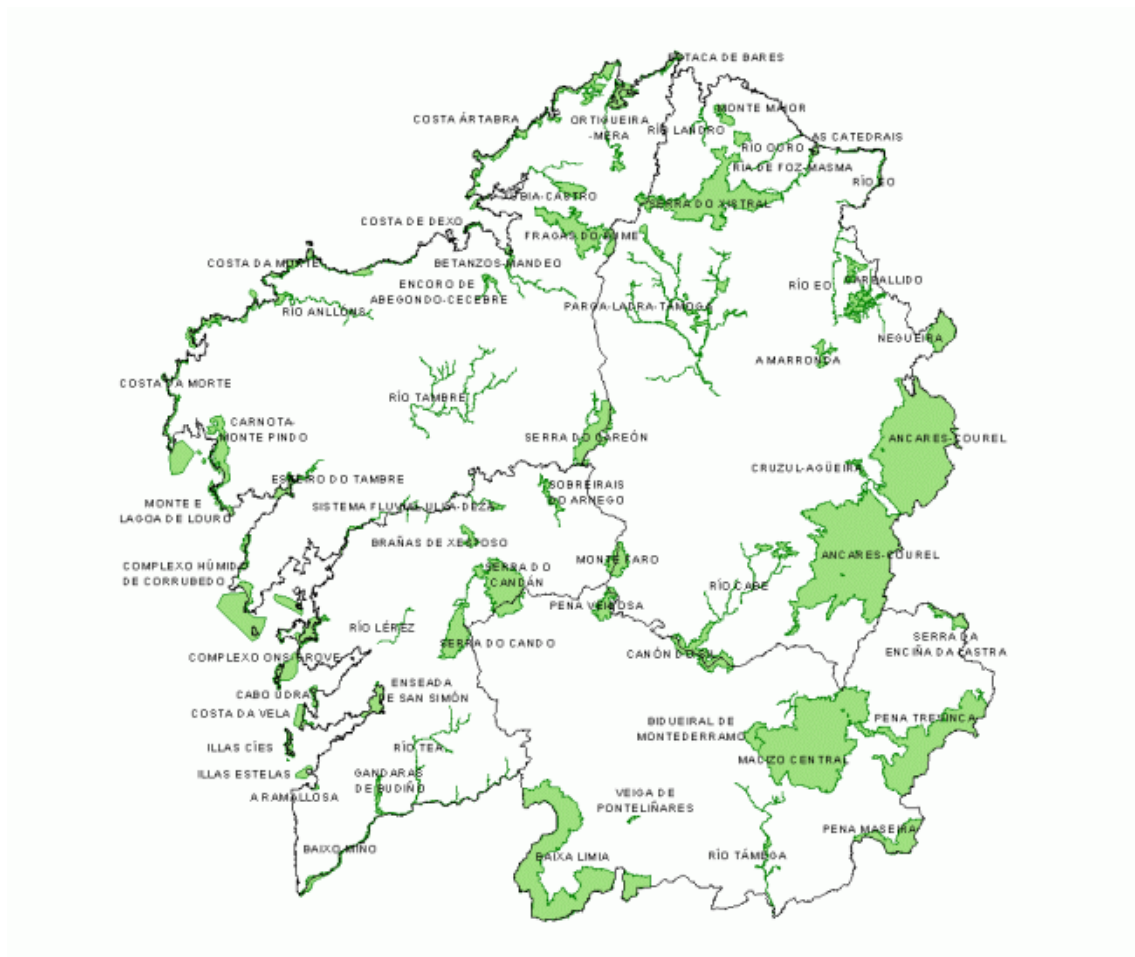 ESTACA DE BARES
MONTE MAIOR
COSTA ÁRTABRA
ORTIGUEIRA
-MERA
RÍO LANDRO
AS CATEDRAIS
RÍO OURO
RIA DE FOZ-MASMA
RÍO EO
XUBIA-CASTRO
SERRA DO XISTRAL
COSTA DE DEXO
FRAGAS DO EUME
COSTA DA MORTE
BETANZOS-MANDEO
ENCORO DE
ABEGONDO-CECEBRE
RÍO EO
CARBALLIDO
RÍO ANLLÓNS
PARGA-LADRA-TÁMOGA
NEGUEIRA
A MARRONDA
COSTA DA MORTE
RÍO TAMBRE
CARNOTA-
MONTE PINDO
SERRA DO CAREÓN
ANCARES-COUREL
CRUZUL-AGÜEIRA
ESTEIRO DO TAMBRE
SOBREIRAIS
DO ARNEGO
MONTE E
LAGOA DE LOURO
SISTEMA FLUVIAL ULLA-DEZA
BRAÑAS DE XESTOSO
ANCARES-COUREL
COMPLEXO HÚMIDO
DE CORRUBEDO
SERRA DO
CANDÁN
MONTE FARO
RÍO CABE
PENA VEIDOSA
RÍO LÉREZ
SERRA DO CANDO
SERRA DA
ENCIÑA DA LASTRA
COMPLEXO ONS-GROVE
CANÓN DO SIL
CABO UDRA
ENSEADA
DE SAN SIMÓN
COSTA DA VELA
BIDUEIRAL DE
MONTEDERRAMO
PENA TREVINCA
ILLAS CÍES
RÍO TEA
MACIZO CENTRAL
ILLAS ESTELAS
GANDARAS
DE BUDIÑO
A RAMALLOSA
VEIGA DE
PONTELIÑARES
PENA MASEIRA
BAIXO MIÑO
BAIXA LIMIA
RÍO TÁMEGA